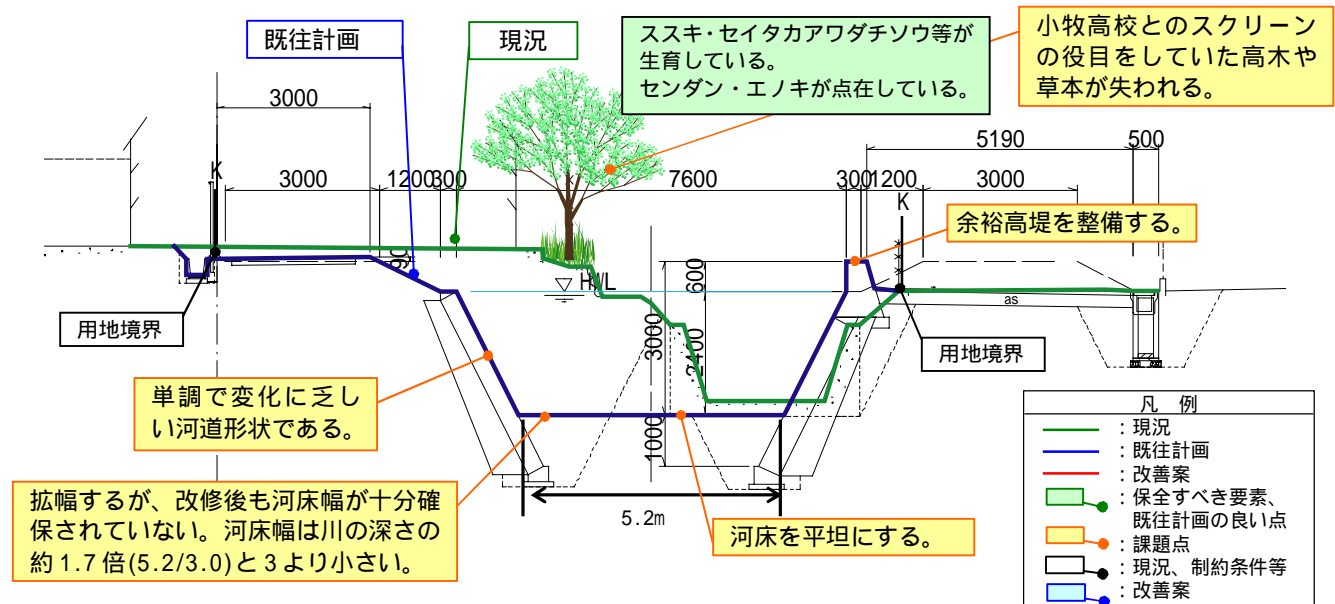 既往計画
現況
ススキ・セイタカアワダチソウ等が
生育している。
センダン・エノキが点在している。
小牧高校とのスクリーン
の役目をしていた高木や
草本が失われる。
3000
5190
500
K
3000
1200
300
7600
300
1200
3000
K
余裕高堤を整備する。
90
HWL
600
3000
2400
1000
as
用地境界
用地境界
単調で変化に乏し
い河道形状である。
拡幅するが、改修後も河床幅が十分確
保されていない。河床幅は川の深さの
約1.7倍(5.2/3.0)と3より小さい。
5.2m
河床を平坦にする。
凡 例
:現況
:既往計画
:改善案
:保全すべき要素、
既往計画の良い点
:課題点
:現況、制約条件等
:改善案